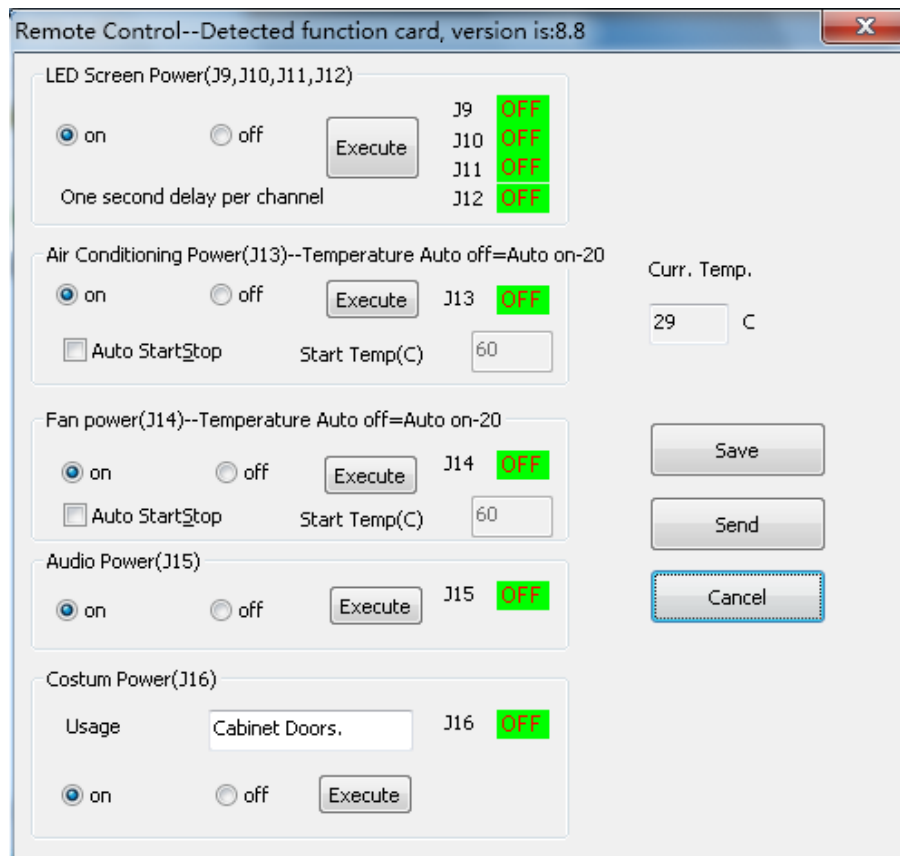 Remote Control--Detected function card, version is:8.8
LED Screen Power(J9,J10,J11,J12)
on off Execute
J9 OFF
J10 OFF
J11 OFF
J12 OFF
One second delay per channel
Air Conditioning Power(J13)--Temperature Auto off=Auto on-20
on off Execute J13 OFF
Auto StartStop Start Temp(C) 60
Curr. Temp.
29 C
Fan power(J14)--Temperature Auto off=Auto on-20
on off Execute J14 OFF
Auto StartStop Start Temp(C) 60
Save
Send
Cancel
Audio Power(J15)
on off Execute J15 OFF
Costum Power(J16)
Usage Cabinet Doors. J16 OFF
on off Execute